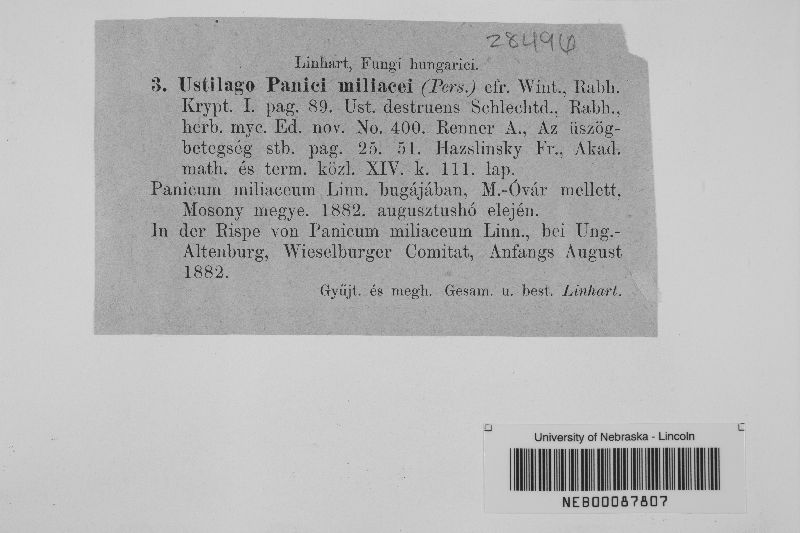 28496
Linhart, Fungi hungarici.
3. Ustilago Panici miliacei (Pers.) cfr. Wint., Rabh.
Krypt. I. pag. 89. Ust. destruens Schlechtd., Rabh.,
herb. myc. Ed. nov. No. 400. Renner A., Az üszög-
betegség stb. pag. 25. 51. Hazslinsky Fr., Akad.
math. és term. közl. XIV. k. 111. lap.
Panicum miliaceum Linn. bugájában, M.-Óvár mellett,
Mosony megye. 1882. augusztushó elején.
In der Rispe von Panicum miliaceum Linn., bei Ung.-
Altenburg, Wieselburger Comitat, Anfangs August
1882.
Gyűjt. és megh. Gesam. u. best. Linhart.
University of Nebraska - Lincoln
NEB00087807